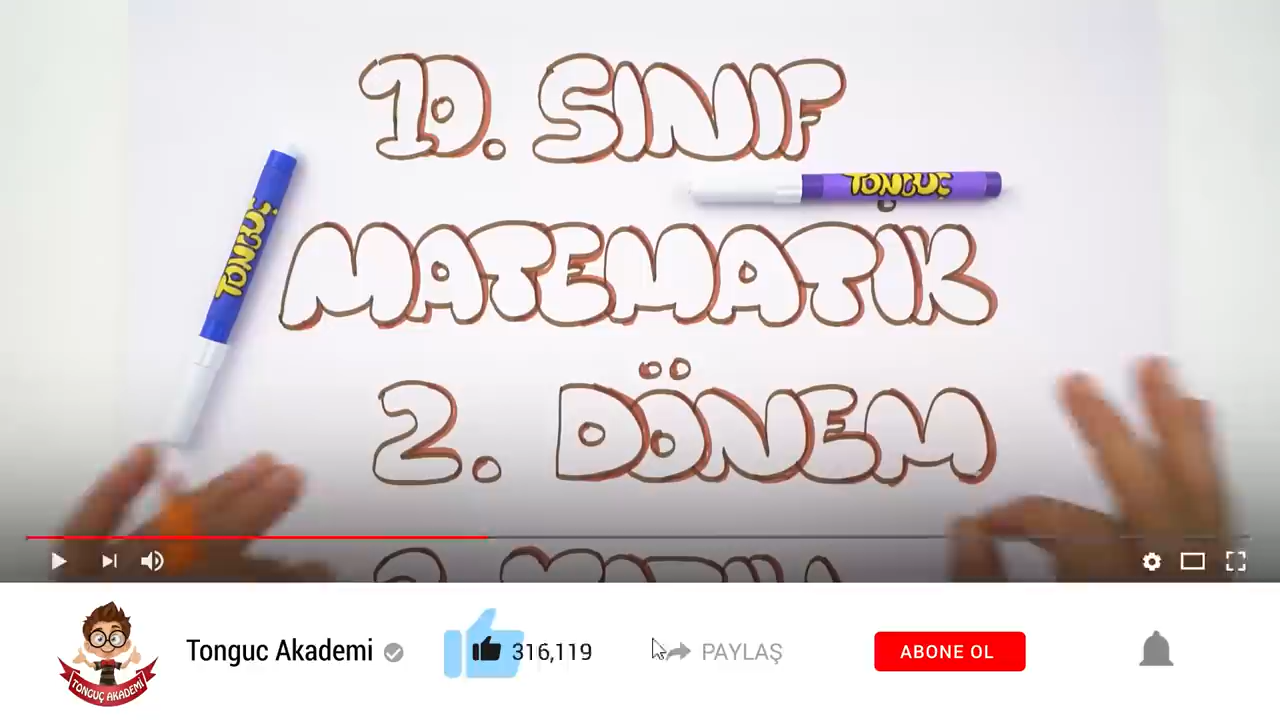 10. SINIF
TONGUÇ
TONGUÇ
MATEMATİK
2. DÖNEM
Tonguc Akademi
316,119
PAYLAŞ
ABONE OL
TONGUÇ AKADEMİ